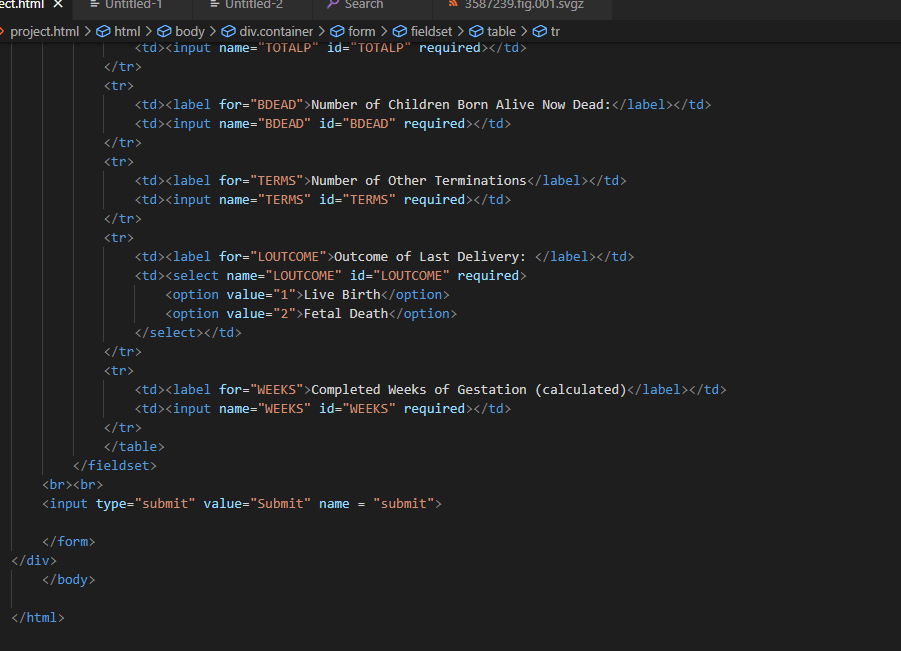 ect.html × Untitled-1 Untitled-2 Search 3587239.fig.001.svgz
project.html > html > body > div.container > form > fieldset > table > tr
<td><input name="TOTALP" id="TOTALP" required></td>
</tr>
<tr>
<td><label for="BDEAD">Number of Children Born Alive Now Dead:</label></td>
<td><input name="BDEAD" id="BDEAD" required></td>
</tr>
<tr>
<td><label for="TERMS">Number of Other Terminations</label></td>
<td><input name="TERMS" id="TERMS" required></td>
</tr>
<tr>
<td><label for="LOUTCOME">Outcome of Last Delivery: </label></td>
<td><select name="LOUTCOME" id="LOUTCOME" required>
<option value="1">Live Birth</option>
<option value="2">Fetal Death</option>
</select></td>
</tr>
<tr>
<td><label for="WEEKS">Completed Weeks of Gestation (calculated)</label></td>
<td><input name="WEEKS" id="WEEKS" required></td>
</tr>
</table>
</fieldset>
<br><br>
<input type="submit" value="Submit" name = "submit">
</form>
</div>
</body>
</html>